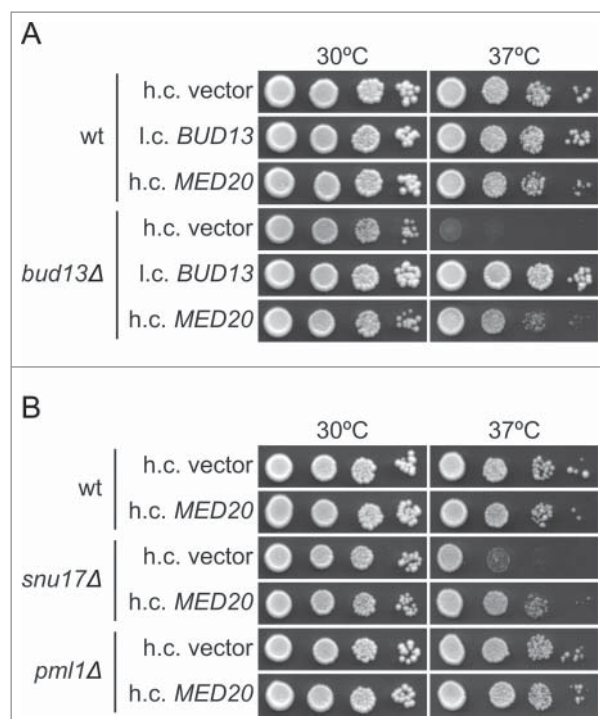 A
30ºC 37ºC
wt
h.c. vector
l.c. BUD13
h.c. MED20
bud13Δ
h.c. vector
l.c. BUD13
h.c. MED20
B
30ºC 37ºC
wt
h.c. vector
h.c. MED20
snu17Δ
h.c. vector
h.c. MED20
pml1Δ
h.c. vector
h.c. MED20